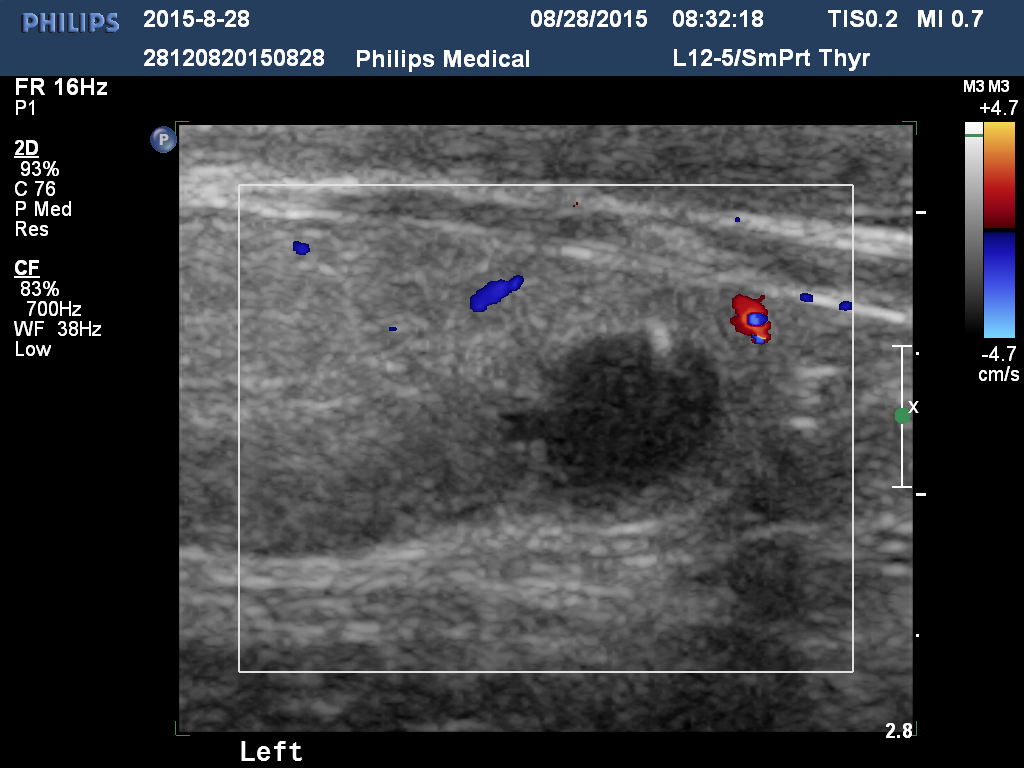 PHILIPS
2015-8-28 08/28/2015 08:32:18 TIS0.2 MI 0.7
28120820150828 Philips Medical L12-5/SmPrt Thyr
FR 16Hz
P1
2D
93%
C 76
P Med
Res
CF
83%
700Hz
WF 38Hz
Low
P
M3 M3
+4.7
-4.7
cm/s
X
2.8
Left